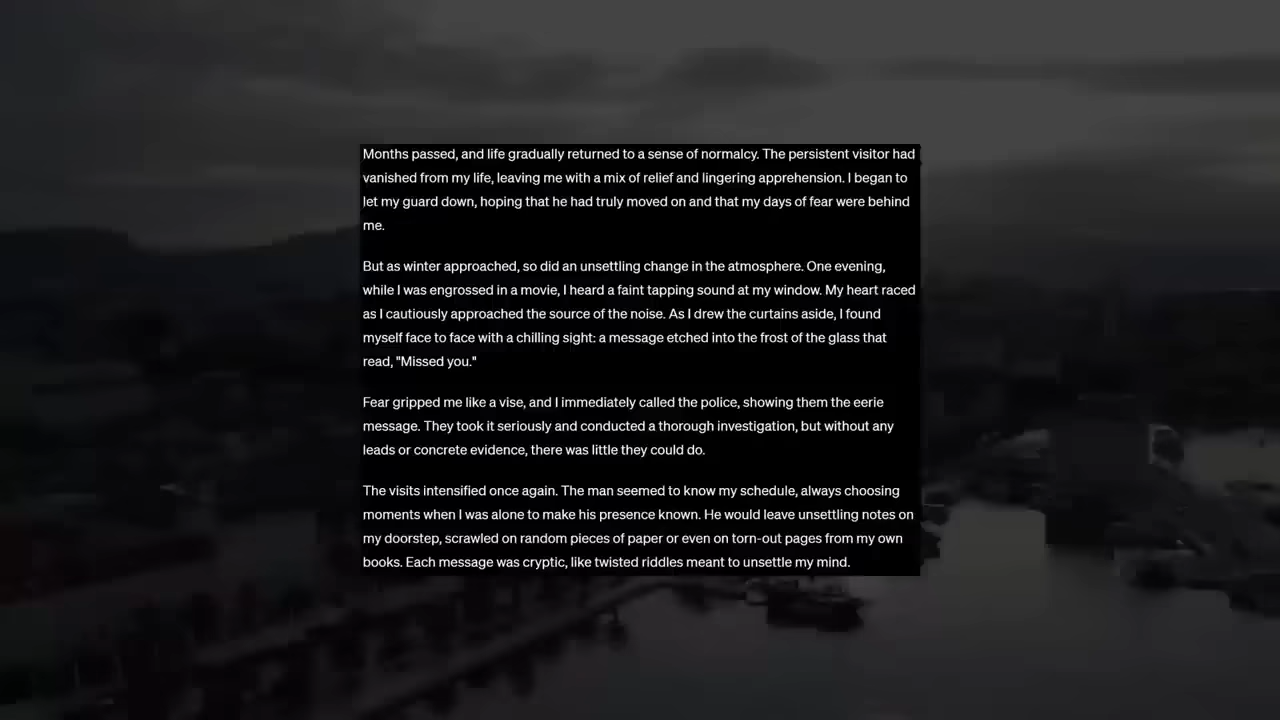 Months passed, and life gradually returned to a sense of normalcy. The persistent visitor had
vanished from my life, leaving me with a mix of relief and lingering apprehension. I began to
let my guard down, hoping that he had truly moved on and that my days of fear were behind
me.
But as winter approached, so did an unsettling change in the atmosphere. One evening,
while I was engrossed in a movie, I heard a faint tapping sound at my window. My heart raced
as I cautiously approached the source of the noise. As I drew the curtains aside, I found
myself face to face with a chilling sight: a message etched into the frost of the glass that
read, "Missed you."
Fear gripped me like a vise, and I immediately called the police, showing them the eerie
message. They took it seriously and conducted a thorough investigation, but without any
leads or concrete evidence, there was little they could do.
The visits intensified once again. The man seemed to know my schedule, always choosing
moments when I was alone to make his presence known. He would leave unsettling notes on
my doorstep, scrawled on random pieces of paper or even on torn-out pages from my own
books. Each message was cryptic, like twisted riddles meant to unsettle my mind.